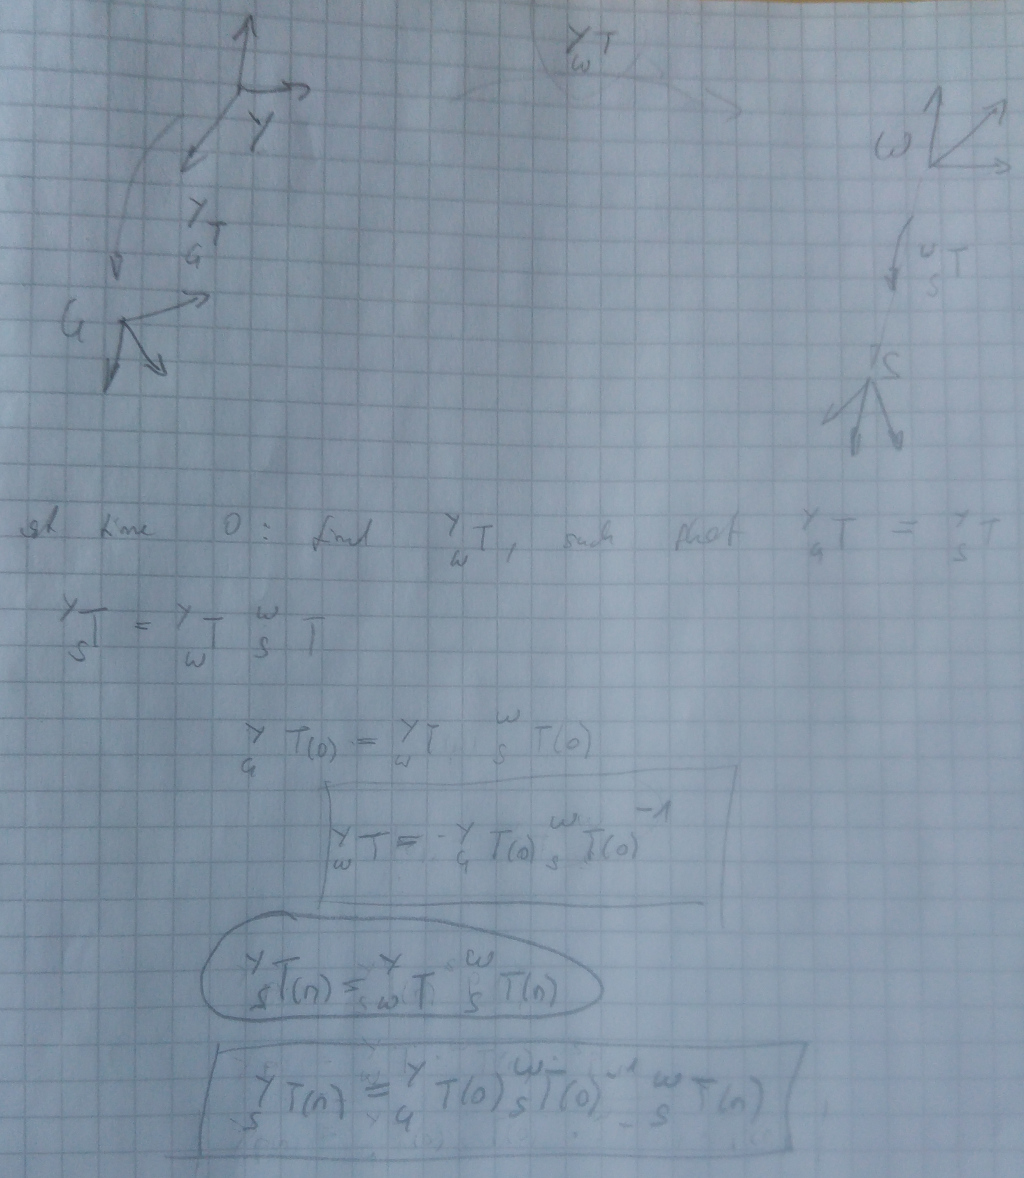 Y
W T
Y
W
Y
G T
W
S T
G
S
at time 0: find Y W T, such that Y G T = Y S T
Y S T = Y W T W S T
Y G T(0) = Y W T W S T(0)
Y W T = Y G T(0) W S T(0) -1
Y S T(n) = Y W T W S T(n)
Y S T(n) = Y G T(0) W S T(0) -1 W S T(n)